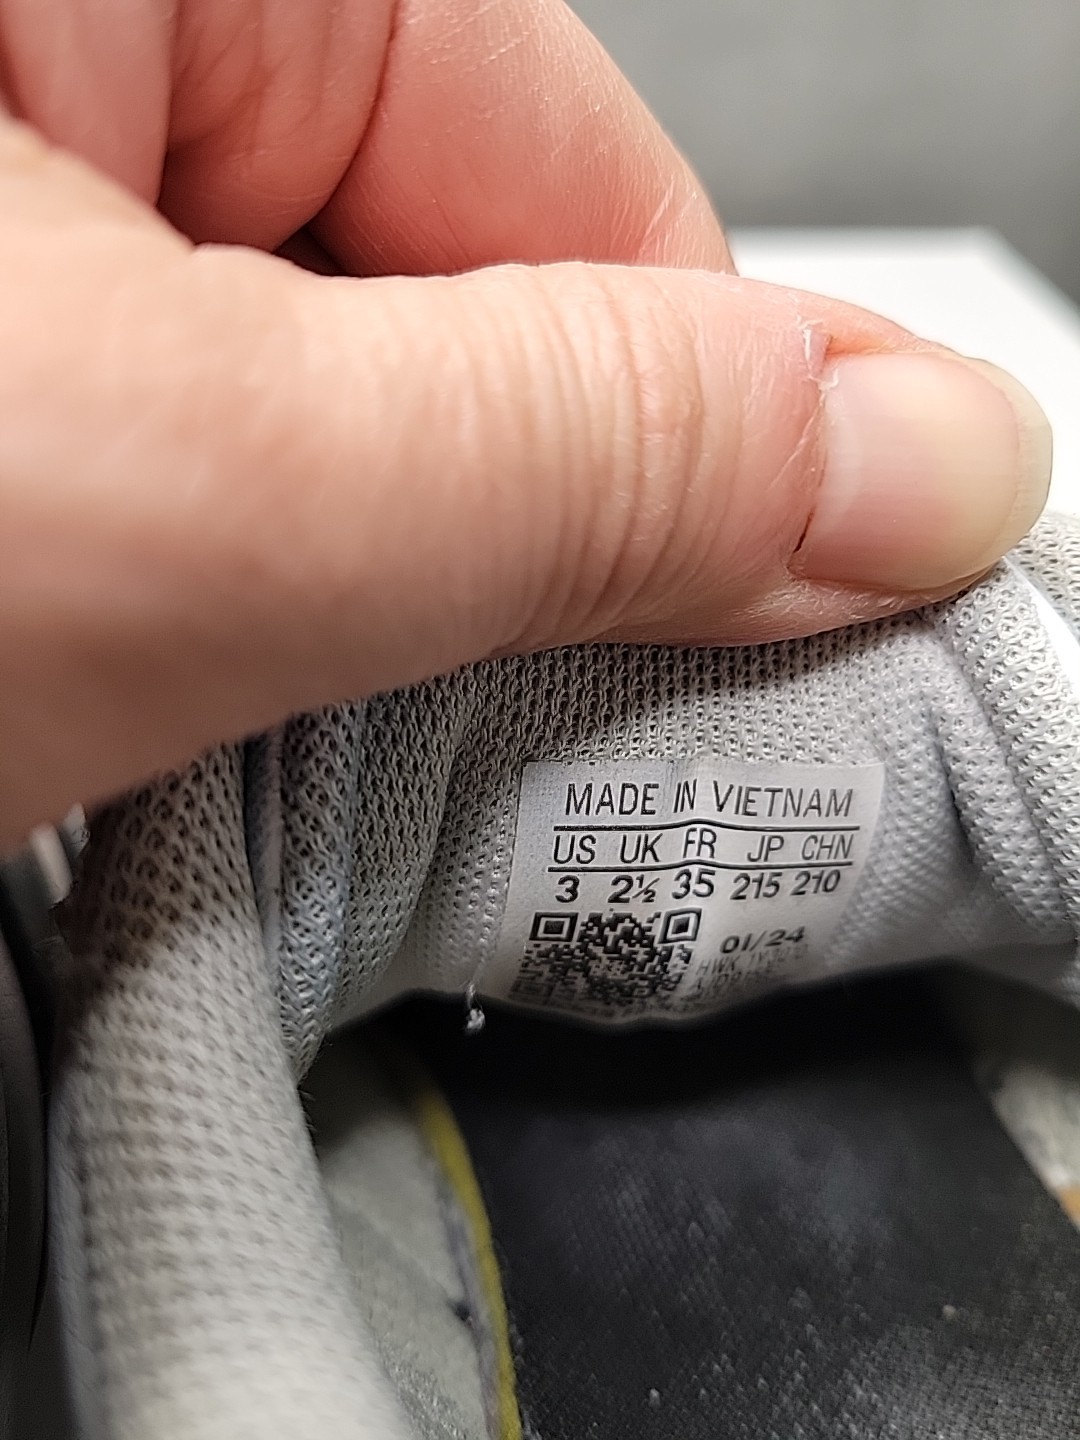 MADE IN VIETNAM
US UK FR JP CHN
3 2½ 35 215 210
01/24